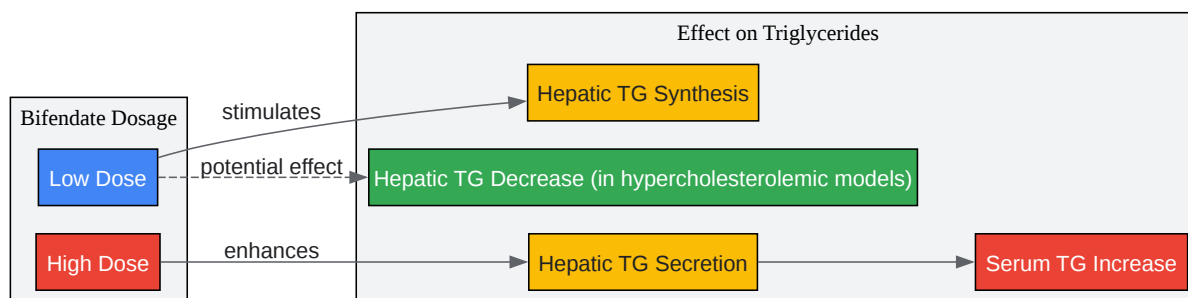 Effect on Triglycerides
Hepatic TG Synthesis
stimulates
Bifendate Dosage
Low Dose
potential effect
Hepatic TG Decrease (in hypercholesterolemic models)
High Dose
enhances
Hepatic TG Secretion
Serum TG Increase